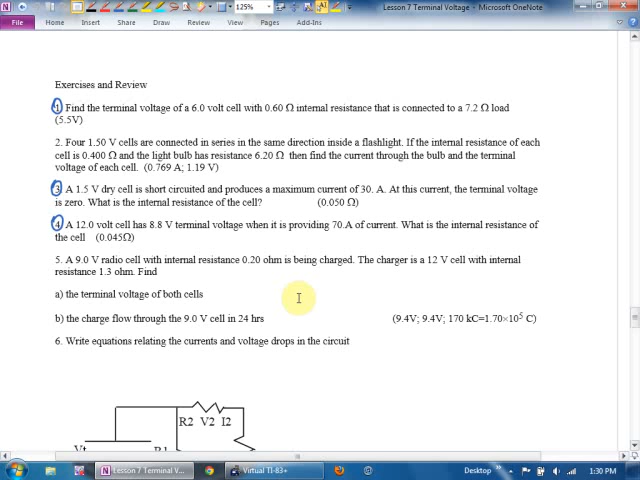 Lesson 7 Terminal Voltage - Microsoft OneNote
125%
File Home Insert Share Draw Review View Page Add-Ins
Exercises and Review
1. Find the terminal voltage of a 6.0 volt cell with 0.60 Ω internal resistance that is connected to a 7.2 Ω load
(5.5V)
2. Four 1.50 V cells are connected in series in the same direction inside a flashlight. If the internal resistance of each
cell is 0.400 Ω and the light bulb has resistance 6.20 Ω then find the current through the bulb and the terminal
voltage of each cell. (0.769 A; 1.19 V)
3. A 1.5 V dry cell is short circuited and produces a maximum current of 30. A. At this current, the terminal voltage
is zero. What is the internal resistance of the cell? (0.050 Ω)
4. A 12.0 volt cell has 8.8 V terminal voltage when it is providing 70.A of current. What is the internal resistance of
the cell (0.045Ω)
5. A 9.0 V radio cell with internal resistance 0.20 ohm is being charged. The charger is a 12 V cell with internal
resistance 1.3 ohm. Find
a) the terminal voltage of both cells
b) the charge flow through the 9.0 V cell in 24 hrs (9.4V; 9.4V; 170 kC=1.70×10⁵ C)
6. Write equations relating the currents and voltage drops in the circuit
R2 V2 I2
Vt R1
Lesson 7 Terminal V... Virtual TI-83+ Desktop 1:30 PM